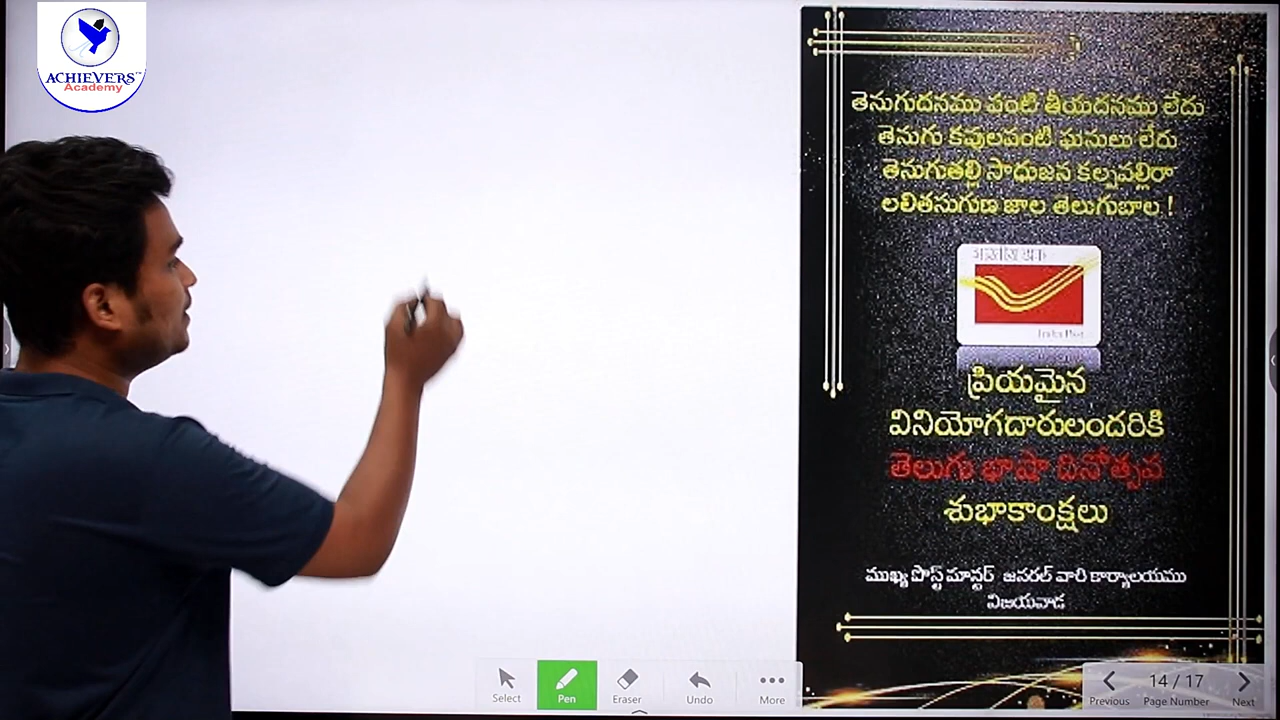 ACHIEVERS
Academy
తెనుగుదనము వంటి తీయదనము లేదు
తెనుగు కవులవంటి ఘనులు లేదు
తెనుగుతల్లి సాధుజన కల్పవల్లిరా
లలితసుగుణ జాల తెలుగుబాల !
भारतीय डाक
India Post
ప్రియమైన
వినియోగదారులందరికి
తెలుగు భాషా దినోత్సవ
శుభాకాంక్షలు
ముఖ్య పోస్ట్ మాస్టర్ జనరల్ వారి కార్యాలయము
విజయవాడ
Select
Pen
Eraser
Undo
More
14 / 17
Previous
Page Number
Next